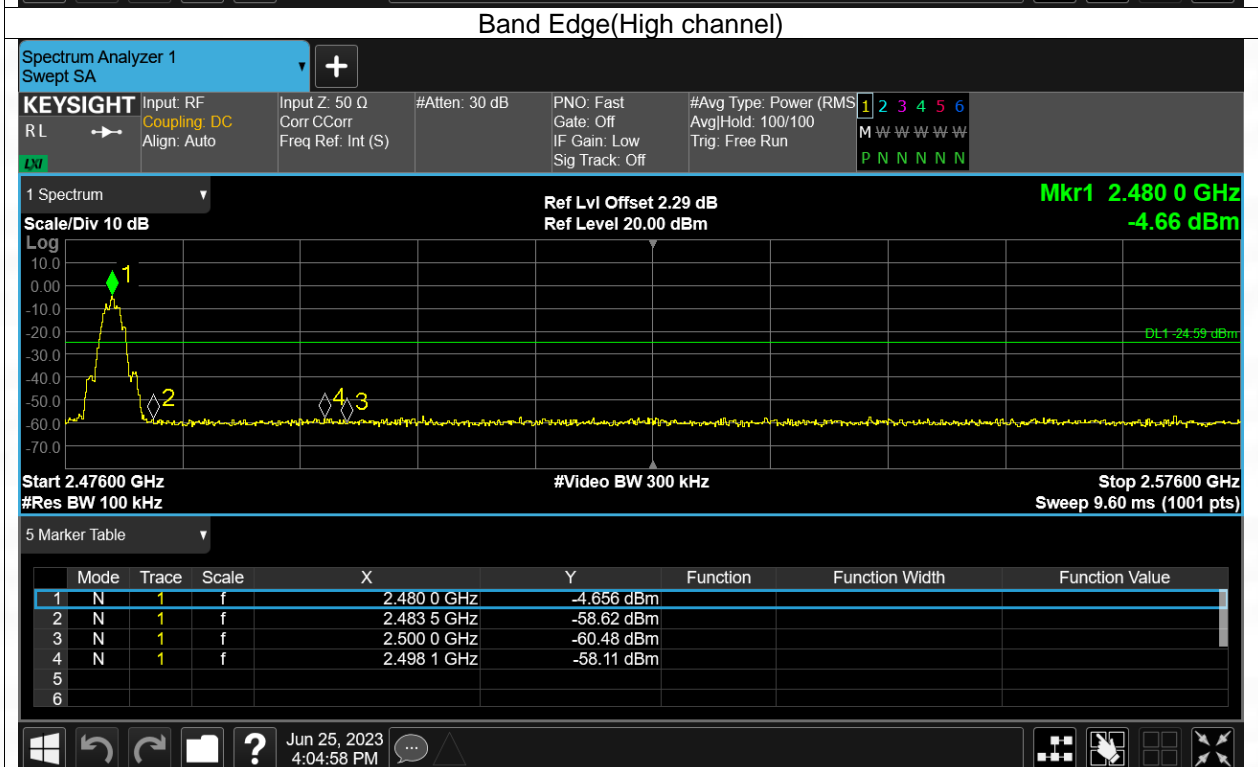 Band Edge(High channel)
Spectrum Analyzer 1
Swept SA
KEYSIGHT Input: RF Input Z: 50 Ω #Atten: 30 dB PNO: Fast #Avg Type: Power (RMS 1 2 3 4 5 6
RL Coupling: DC Corr CCorr Gate: Off Avg|Hold: 100/100 M W W W W W
Align: Auto Freq Ref: Int (S) IF Gain: Low Trig: Free Run
LXI Sig Track: Off P N N N N N
1 Spectrum Ref Lvl Offset 2.29 dB Mkr1 2.480 0 GHz
Scale/Div 10 dB Ref Level 20.00 dBm -4.66 dBm
Log
10.0
1
0.00
-10.0
-20.0
DL1 -24.59 dBm
-30.0
-40.0
-50.0 2 4 3
-60.0
-70.0
Start 2.47600 GHz #Video BW 300 kHz Stop 2.57600 GHz
#Res BW 100 kHz Sweep 9.60 ms (1001 pts)
5 Marker Table
Mode Trace Scale X Y Function Function Width Function Value
1 N 1 f 2.480 0 GHz -4.656 dBm
2 N 1 f 2.483 5 GHz -58.62 dBm
3 N 1 f 2.500 0 GHz -60.48 dBm
4 N 1 f 2.498 1 GHz -58.11 dBm
5
6
? Jun 25, 2023
4:04:58 PM